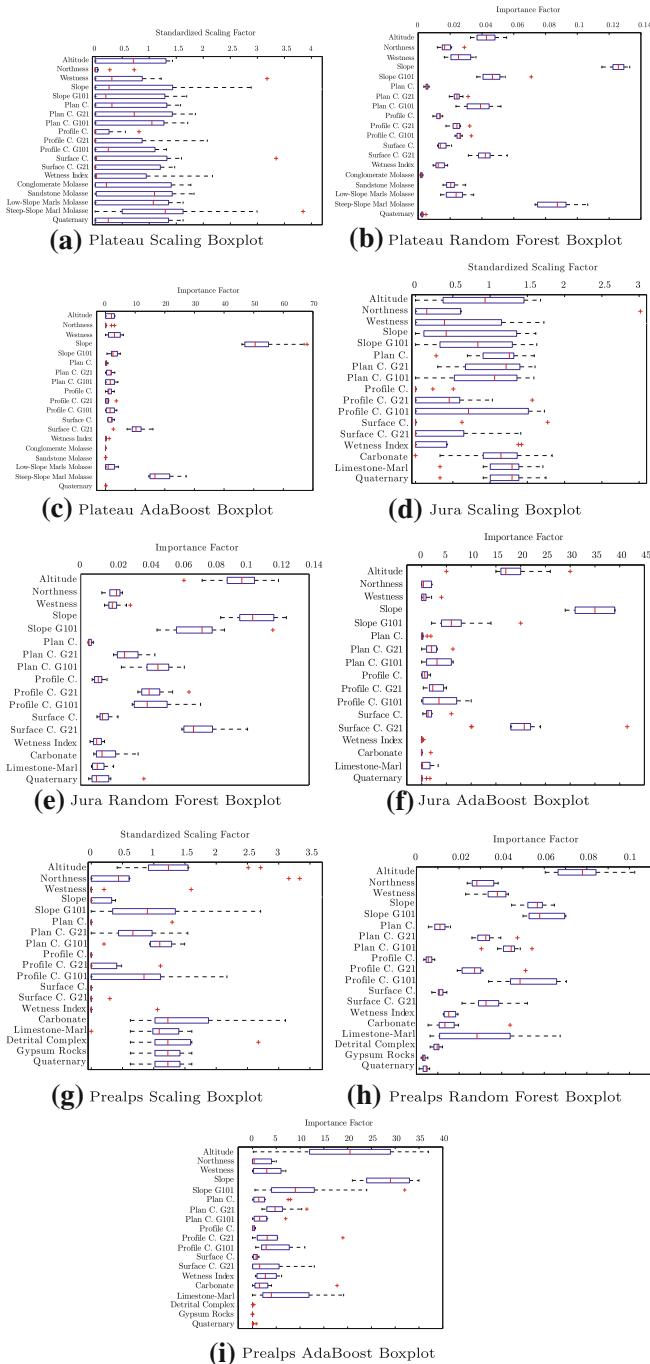 Standardized Scaling Factor
0 0.5 1 1.5 2 2.5 3 3.5 4
Altitude
Northness
Westness
Slope
Slope G101
Plan C.
Plan C. G21
Plan C. G101
Profile C.
Profile C. G21
Profile C. G101
Surface C.
Surface C. G21
Wetness Index
Conglomerate Molasse
Sandstone Molasse
Low-Slope Marl Molasse
Steep-Slope Marl Molasse
Quaternary
(a) Plateau Scaling Boxplot
Importance Factor
0 0.02 0.04 0.06 0.08 0.1 0.12 0.14
Altitude
Northness
Westness
Slope
Slope G101
Plan C.
Plan C. G21
Plan C. G101
Profile C.
Profile C. G21
Profile C. G101
Surface C.
Surface C. G21
Wetness Index
Conglomerate Molasse
Sandstone Molasse
Low-Slope Marls Molasse
Steep-Slope Marl Molasse
Quaternary
(b) Plateau Random Forest Boxplot
Importance Factor
0 10 20 30 40 50 60 70
Altitude
Northness
Westness
Slope
Slope G101
Plan C.
Plan C. G21
Plan C. G101
Profile C.
Profile C. G21
Profile C. G101
Surface C.
Surface C. G21
Wetness Index
Conglomerate Molasse
Sandstone Molasse
Low-Slope Marls Molasse
Steep-Slope Marl Molasse
Quaternary
(c) Plateau AdaBoost Boxplot
Standardized Scaling Factor
0 0.5 1 1.5 2 2.5 3
Altitude
Northness
Westness
Slope
Slope G101
Plan C.
Plan C. G21
Plan C. G101
Profile C.
Profile C. G21
Profile C. G101
Surface C.
Surface C. G21
Wetness Index
Carbonate
Limestone-Marl
Quaternary
(d) Jura Scaling Boxplot
Importance Factor
0 0.02 0.04 0.06 0.08 0.1 0.12 0.14
Altitude
Northness
Westness
Slope
Slope G101
Plan C.
Plan C. G21
Plan C. G101
Profile C.
Profile C. G21
Profile C. G101
Surface C.
Surface C. G21
Wetness Index
Carbonate
Limestone-Marl
Quaternary
(e) Jura Random Forest Boxplot
Importance Factor
0 5 10 15 20 25 30 35 40 45
Altitude
Northness
Westness
Slope
Slope G101
Plan C.
Plan C. G21
Plan C. G101
Profile C.
Profile C. G21
Profile C. G101
Surface C.
Surface C. G21
Wetness Index
Carbonate
Limestone-Marl
Quaternary
(f) Jura AdaBoost Boxplot
Standardized Scaling Factor
0 0.5 1 1.5 2 2.5 3 3.5
Altitude
Northness
Westness
Slope
Slope G101
Plan C.
Plan C. G21
Plan C. G101
Profile C.
Profile C. G21
Profile C. G101
Surface C.
Surface C. G21
Wetness Index
Carbonate
Limestone-Marl
Detrital Complex
Gypsum Rocks
Quaternary
(g) Prealps Scaling Boxplot
Importance Factor
0 0.02 0.04 0.06 0.08 0.1
Altitude
Northness
Westness
Slope
Slope G101
Plan C.
Plan C. G21
Plan C. G101
Profile C.
Profile C. G21
Profile C. G101
Surface C.
Surface C. G21
Wetness Index
Carbonate
Limestone-Marl
Detrital Complex
Gypsum Rocks
Quaternary
(h) Prealps Random Forest Boxplot
Importance Factor
0 5 10 15 20 25 30 35 40
Altitude
Northness
Westness
Slope
Slope G101
Plan C.
Plan C. G21
Plan C. G101
Profile C.
Profile C. G21
Profile C. G101
Surface C.
Surface C. G21
Wetness Index
Carbonate
Limestone-Marl
Detrital Complex
Gypsum Rocks
Quaternary
(i) Prealps AdaBoost Boxplot